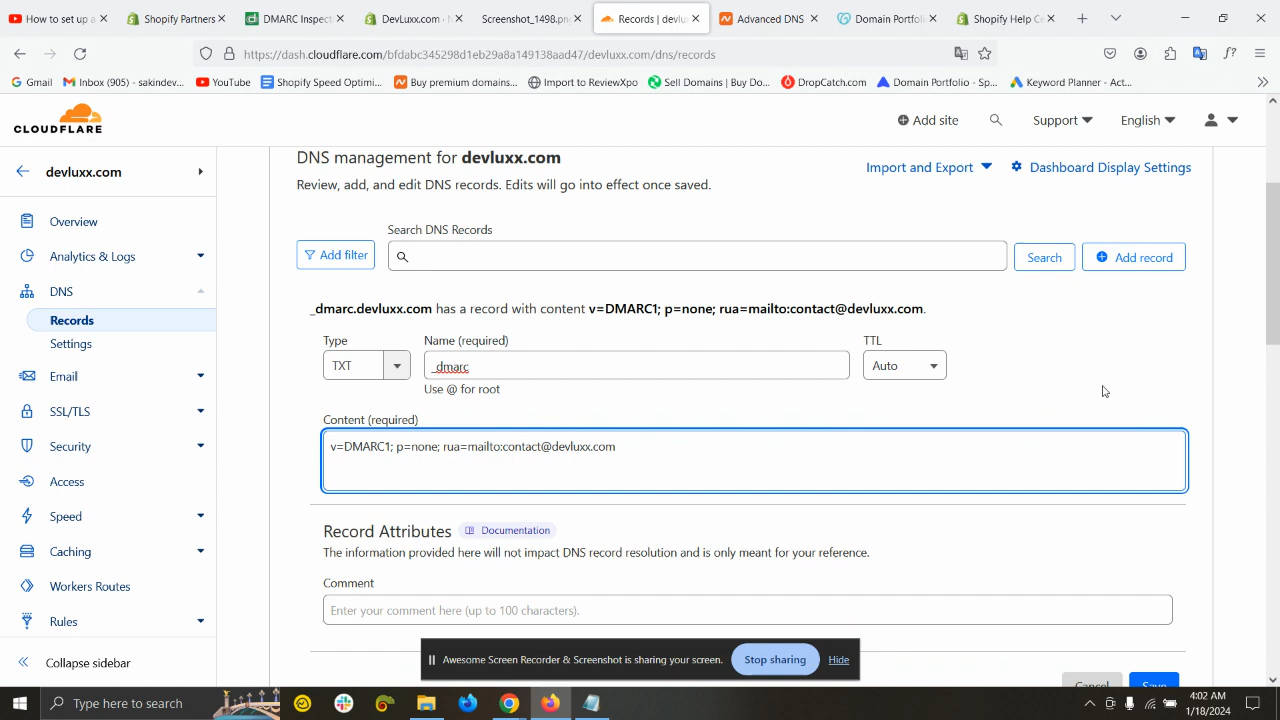 How to set up a
Shopify Partners
DMARC Inspect
DevLuxx.com
Screenshot_1498.png
Records | devlux
Advanced DNS
Domain Portfoli
Shopify Help Ce
https://dash.cloudflare.com/bfdabc345298d1eb29a8a149138aad47/devluxx.com/dns/records
Gmail
Inbox (905) - sakindev...
YouTube
Shopify Speed Optimi...
Buy premium domains...
Import to ReviewXpo
Sell Domains | Buy Do...
DropCatch.com
Domain Portfolio - Sp...
Keyword Planner - Act...
CLOUDFLARE
Add site
Support
English
devluxx.com
Overview
Analytics & Logs
DNS
Records
Settings
Email
SSL/TLS
Security
Access
Speed
Caching
Workers Routes
Rules
Collapse sidebar
DNS management for devluxx.com
Review, add, and edit DNS records. Edits will go into effect once saved.
Import and Export
Dashboard Display Settings
Search DNS Records
Add filter
Search
Add record
_dmarc.devluxx.com has a record with content v=DMARC1; p=none; rua=mailto:contact@devluxx.com.
Type
Name (required)
TTL
TXT
_dmarc
Auto
Use @ for root
Content (required)
v=DMARC1; p=none; rua=mailto:contact@devluxx.com
Record Attributes
Documentation
The information provided here will not impact DNS record resolution and is only meant for your reference.
Comment
Enter your comment here (up to 100 characters).
Cancel
Save
Awesome Screen Recorder & Screenshot is sharing your screen.
Stop sharing
Hide
Type here to search
4:02 AM
1/18/2024